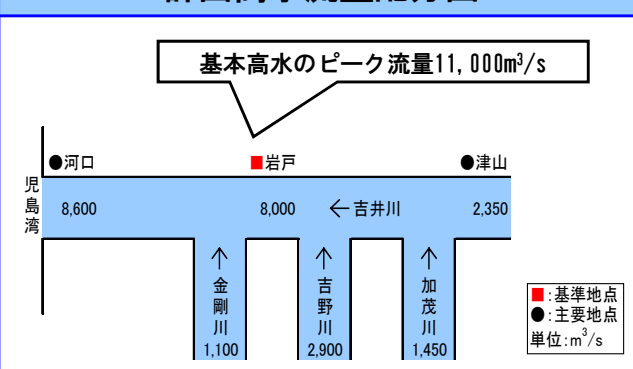 基本高水のピーク流量11,000m³/s
●河口
■岩戸
●津山
児島湾
8,600
8,000
←吉井川
2,350
↑
金剛川
1,100
↑
吉野川
2,900
↑
加茂川
1,450
■:基準地点
●:主要地点
単位:m³/s